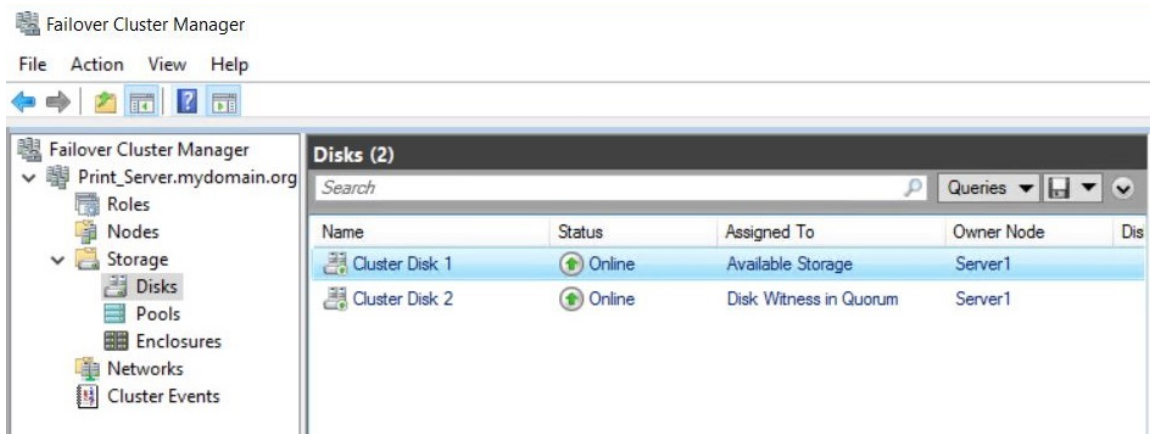 Failover Cluster Manager
File Action View Help
Failover Cluster Manager
Print_Server.mydomain.org
Roles
Nodes
Storage
Disks
Pools
Enclosures
Networks
Cluster Events
Disks (2)
Search Queries
Name Status Assigned To Owner Node Dis
Cluster Disk 1 Online Available Storage Server1
Cluster Disk 2 Online Disk Witness in Quorum Server1